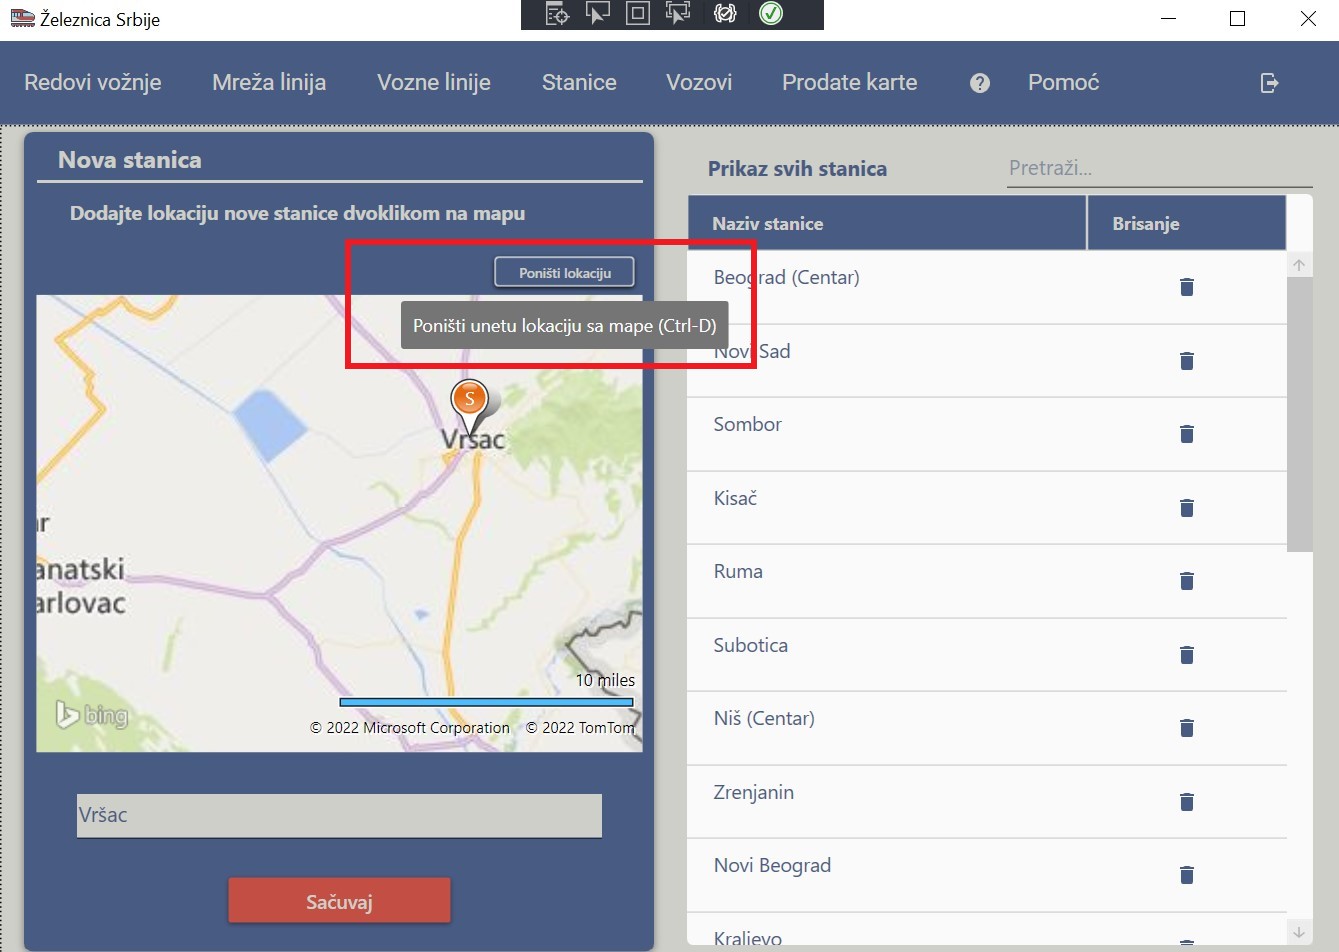 Železnica Srbije
Redovi vožnje Mreža linija Vozne linije Stanice Vozovi Prodate karte ? Pomoć
Nova stanica
Dodajte lokaciju nove stanice dvoklikom na mapu
Poništi lokaciju
Poništi unetu lokaciju sa mape (Ctrl-D)
S
Vršac
ar
anatski
arlovac
10 miles
bing
© 2022 Microsoft Corporation © 2022 TomTom
Vršac
Sačuvaj
Prikaz svih stanica
Pretraži...
Naziv stanice Brisanje
Beograd (Centar)
Novi Sad
Sombor
Kisač
Ruma
Subotica
Niš (Centar)
Zrenjanin
Novi Beograd
Kraljevo